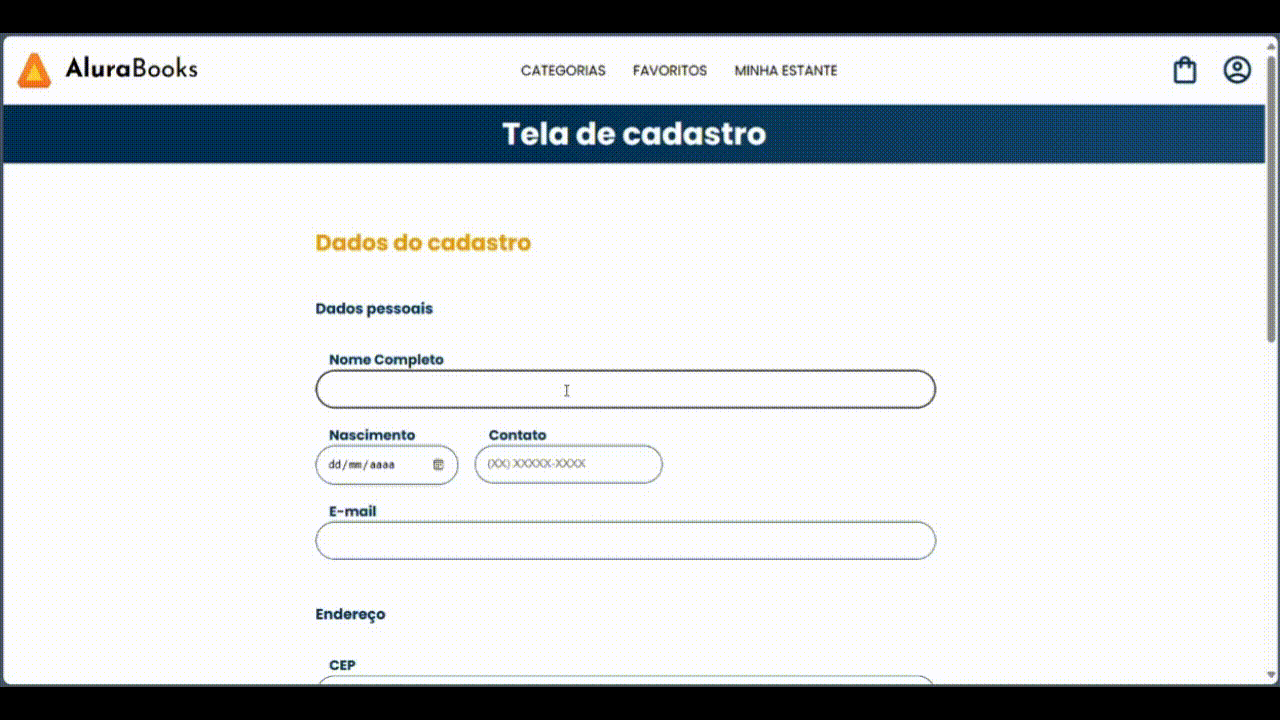 AluraBooks
CATEGORIAS FAVORITOS MINHA ESTANTE
Tela de cadastro
Dados do cadastro
Dados pessoais
Nome Completo
Nascimento Contato
dd/mm/aaaa (XX) XXXXX-XXXX
E-mail
Endereço
CEP